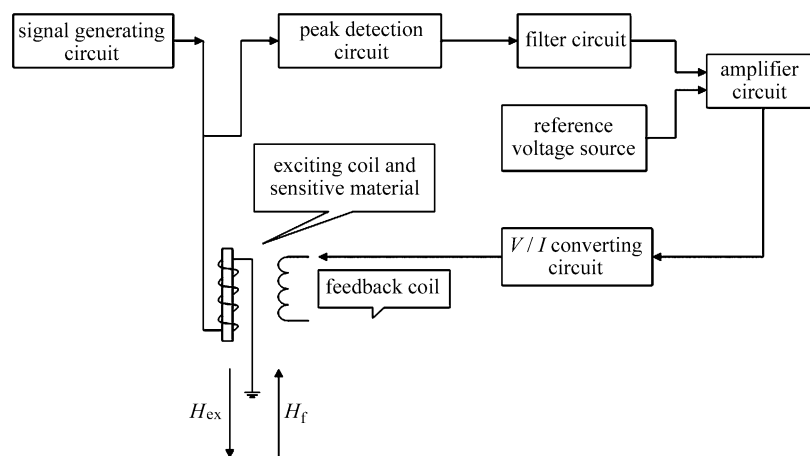 signal generating
circuit
peak detection
circuit
filter circuit
amplifier
circuit
reference
voltage source
exciting coil and
sensitive material
V / I converting
circuit
feedback coil
Hex
Hf